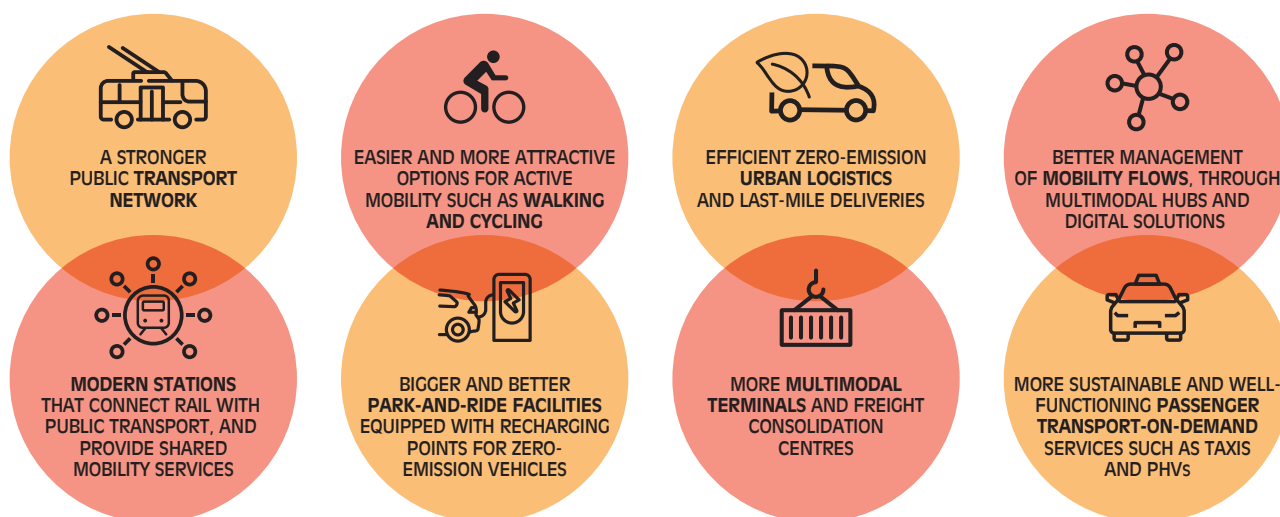 A STRONGER
PUBLIC TRANSPORT
NETWORK
EASIER AND MORE ATTRACTIVE
OPTIONS FOR ACTIVE
MOBILITY SUCH AS WALKING
AND CYCLING
EFFICIENT ZERO-EMISSION
URBAN LOGISTICS
AND LAST-MILE DELIVERIES
BETTER MANAGEMENT
OF MOBILITY FLOWS, THROUGH
MULTIMODAL HUBS AND
DIGITAL SOLUTIONS
MODERN STATIONS
THAT CONNECT RAIL WITH
PUBLIC TRANSPORT, AND
PROVIDE SHARED
MOBILITY SERVICES
BIGGER AND BETTER
PARK-AND-RIDE FACILITIES
EQUIPPED WITH RECHARGING
POINTS FOR ZERO-
EMISSION VEHICLES
MORE MULTIMODAL
TERMINALS AND FREIGHT
CONSOLIDATION
CENTRES
MORE SUSTAINABLE AND WELL-
FUNCTIONING PASSENGER
TRANSPORT-ON-DEMAND
SERVICES SUCH AS TAXIS
AND PHVs